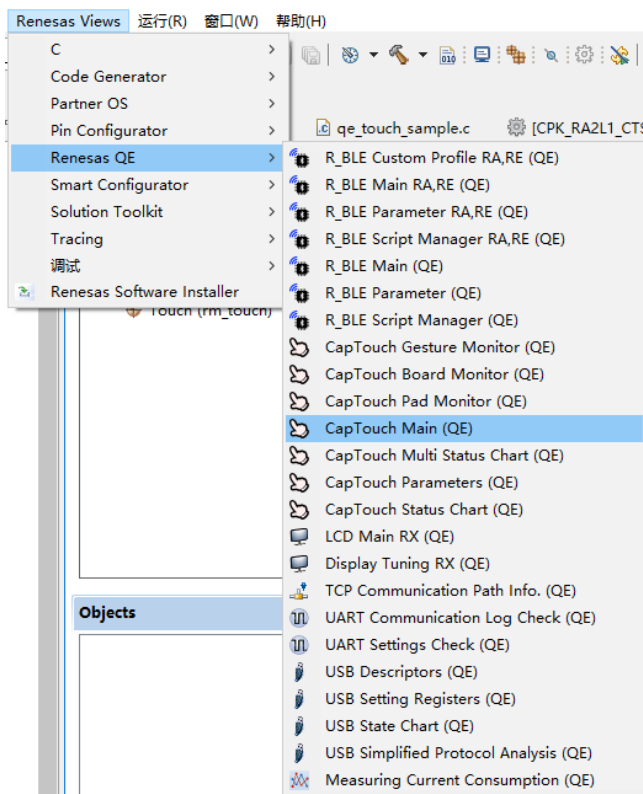 Renesas Views 运行(R) 窗口(W) 帮助(H)
C
Code Generator
Partner OS
Pin Configurator
Renesas QE
Smart Configurator
Solution Toolkit
Tracing
调试
Renesas Software Installer
Touch (rm_touch)
Objects
010
qe_touch_sample.c
[CPK_RA2L1_CTS
R_BLE Custom Profile RA,RE (QE)
R_BLE Main RA,RE (QE)
R_BLE Parameter RA,RE (QE)
R_BLE Script Manager RA,RE (QE)
R_BLE Main (QE)
R_BLE Parameter (QE)
R_BLE Script Manager (QE)
CapTouch Gesture Monitor (QE)
CapTouch Board Monitor (QE)
CapTouch Pad Monitor (QE)
CapTouch Main (QE)
CapTouch Multi Status Chart (QE)
CapTouch Parameters (QE)
CapTouch Status Chart (QE)
LCD Main RX (QE)
Display Tuning RX (QE)
TCP Communication Path Info. (QE)
UART Communication Log Check (QE)
UART Settings Check (QE)
USB Descriptors (QE)
USB Setting Registers (QE)
USB State Chart (QE)
USB Simplified Protocol Analysis (QE)
Measuring Current Consumption (QE)